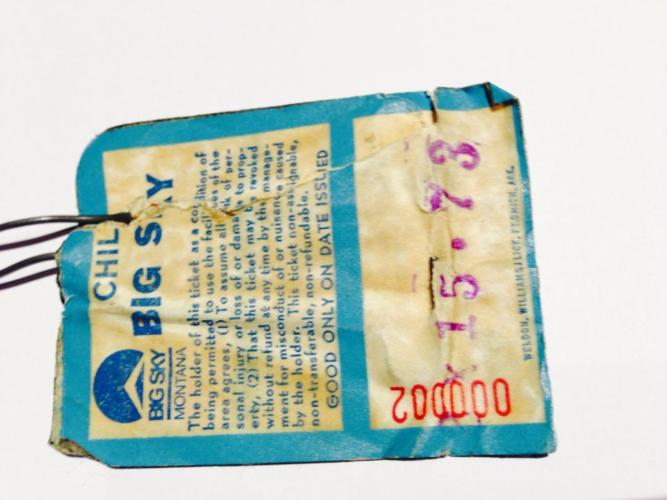 CHIL
BIG SKY
BIG SKY
MONTANA
The holder of this ticket as a condition of
being permitted to use the facilities of the
area agrees, (1) To assume all risk of per-
sonal injury or loss of or damage to prop-
erty, (2) That this ticket may be revoked
without refund at any time by the manage-
ment for misconduct of or nuisance caused
by the holder. This ticket non-assignable,
non-transferable, non-refundable.
GOOD ONLY ON DATE ISSUED
X 15 • 73
000002
WELDON, WILLIAMS & LICK, FT. SMITH, ARK.